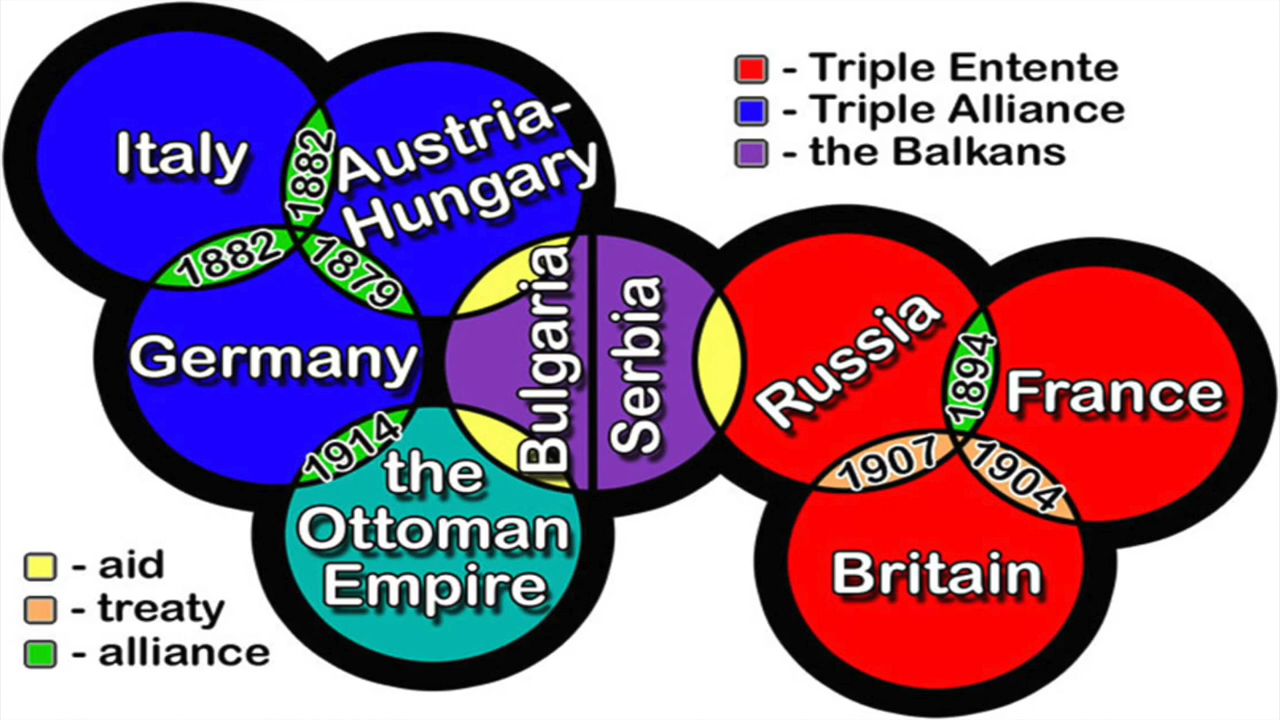 Italy
1882
Austria-
Hungary
1882
1879
Germany
1914
the
Ottoman
Empire
Bulgaria
Serbia
- Triple Entente
- Triple Alliance
- the Balkans
Russia
1894
France
1907
1904
Britain
- aid
- treaty
- alliance